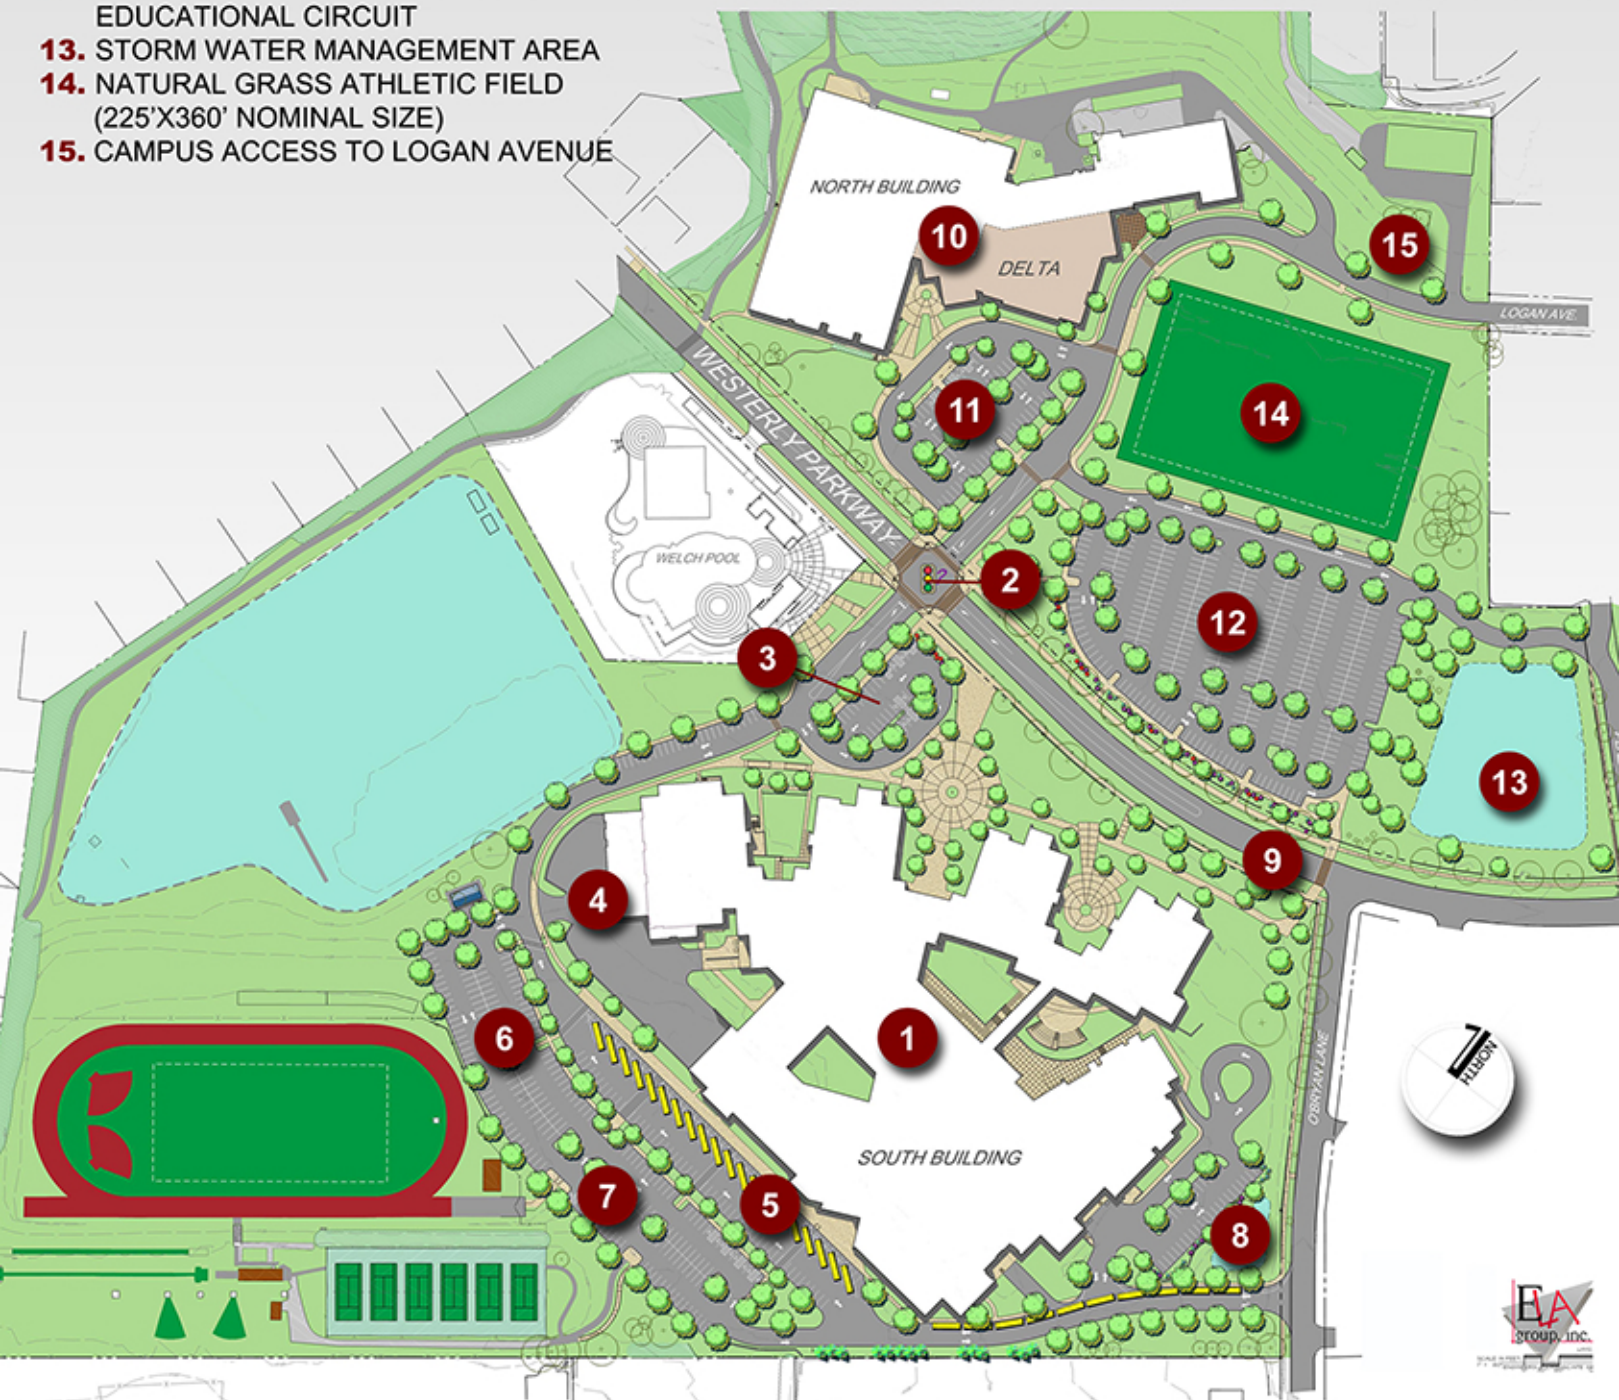 EDUCATIONAL CIRCUIT
13. STORM WATER MANAGEMENT AREA
14. NATURAL GRASS ATHLETIC FIELD
(225'X360' NOMINAL SIZE)
15. CAMPUS ACCESS TO LOGAN AVENUE
NORTH BUILDING
10
DELTA
15
LOGAN AVE.
WESTERLY PARKWAY
11
14
WELCH POOL
2
12
3
13
9
4
1
6
NORTH
OBRYAN LANE
SOUTH BUILDING
7
5
8
ELA
group, inc.